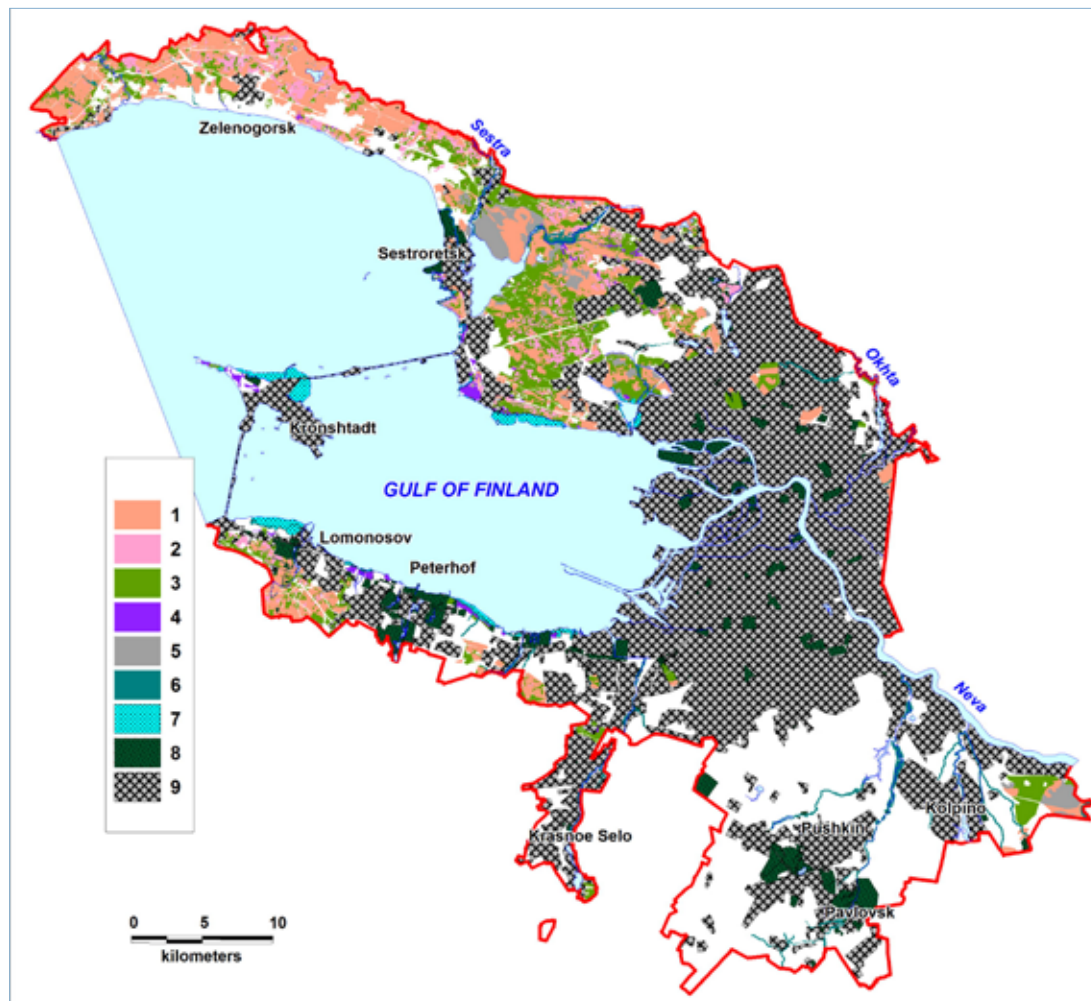 Zelenogorsk
Sestra
Sestroretsk
Okhta
Kronshtadt
GULF OF FINLAND
Lomonosov
Peterhof
1
2
3
4
5
6
7
8
9
Neva
Kolpino
Pushkin
Krasnoe Selo
Pavlovsk
0 5 10
kilometers